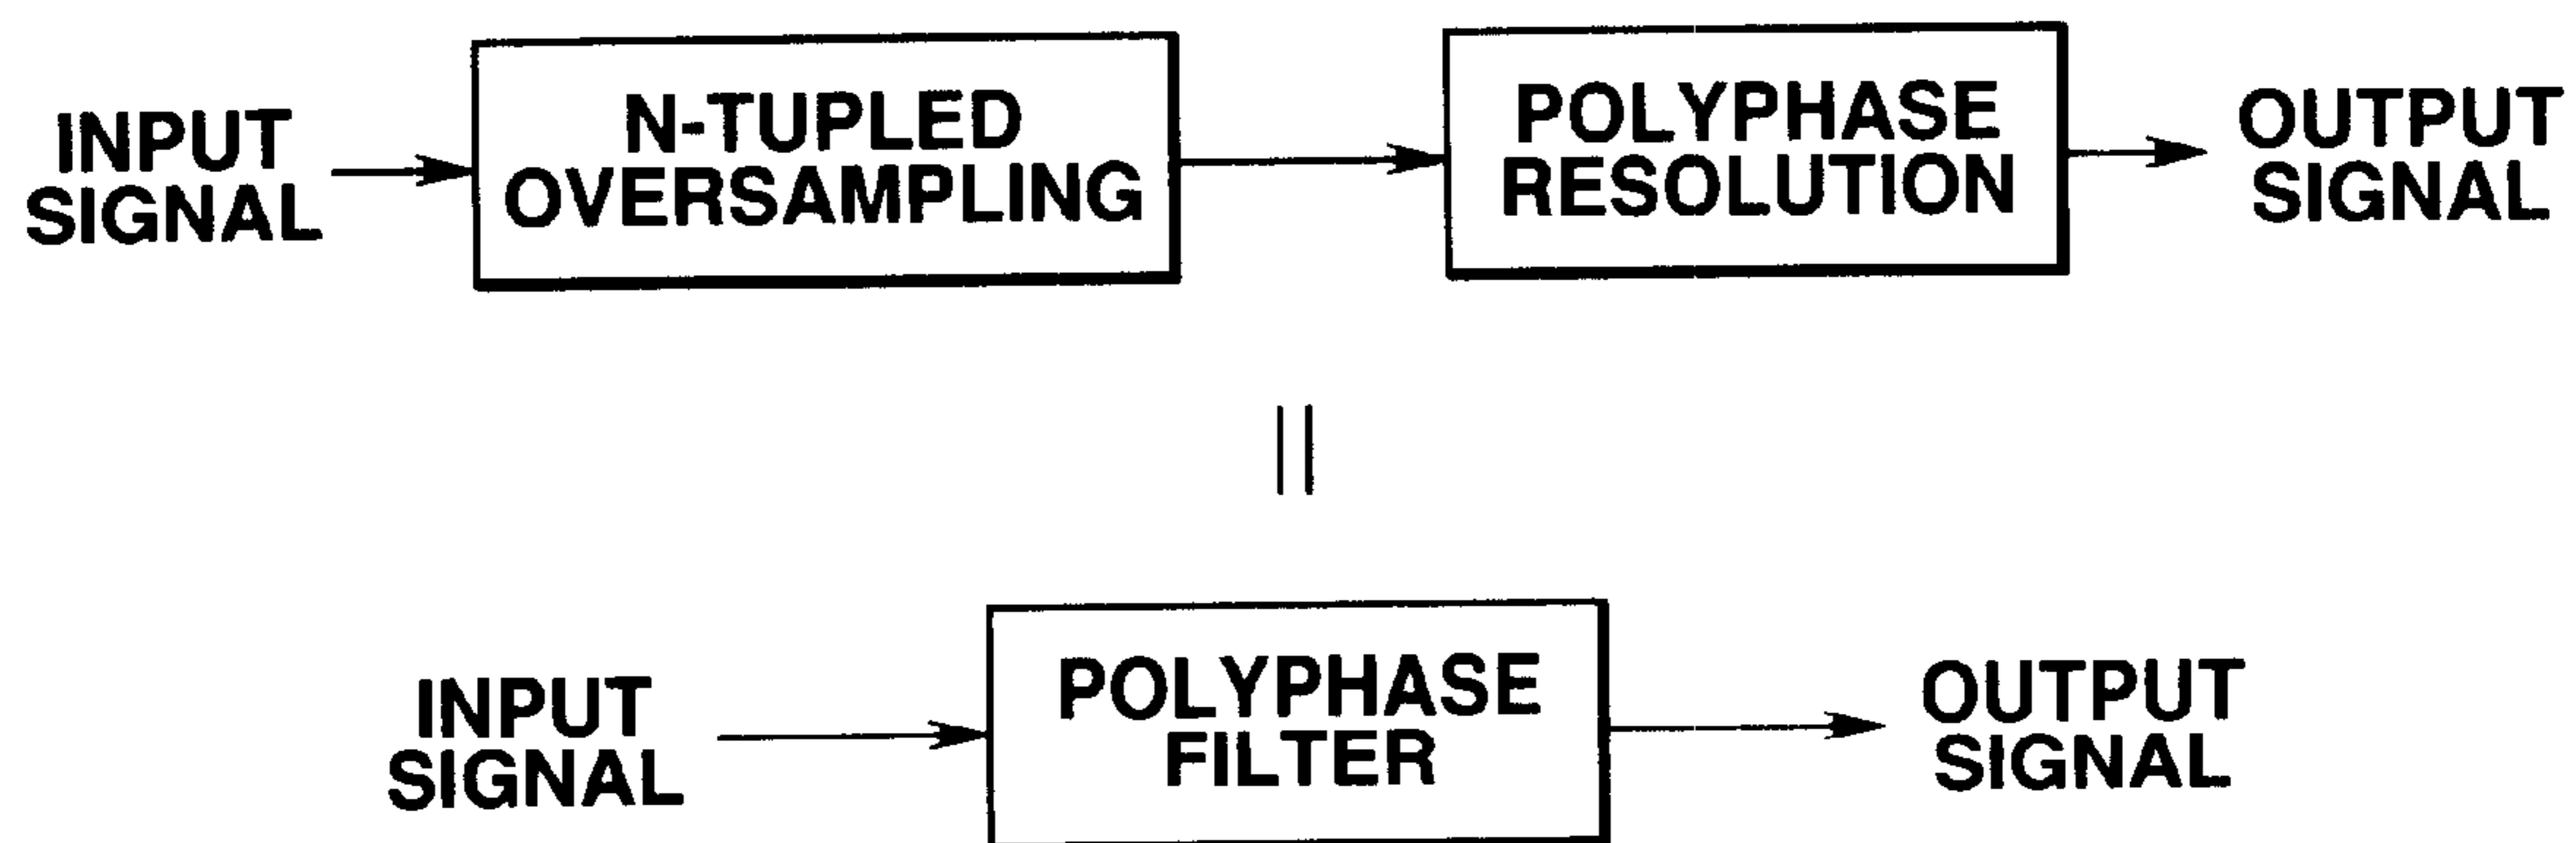 INPUT
SIGNAL
N-TUPLED
OVERSAMPLING
POLYPHASE
RESOLUTION
OUTPUT
SIGNAL
INPUT
SIGNAL
POLYPHASE
FILTER
OUTPUT
SIGNAL